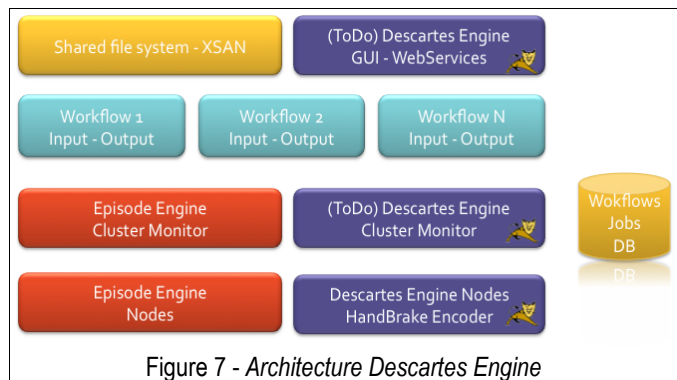 Shared file system - XSAN
(ToDo) Descartes Engine
GUI - WebServices
Workflow 1
Input - Output
Workflow 2
Input - Output
Workflow N
Input - Output
Episode Engine
Cluster Monitor
(ToDo) Descartes Engine
Cluster Monitor
Wokflows
Jobs
DB
Episode Engine
Nodes
Descartes Engine Nodes
HandBrake Encoder
Figure 7 - Architecture Descartes Engine